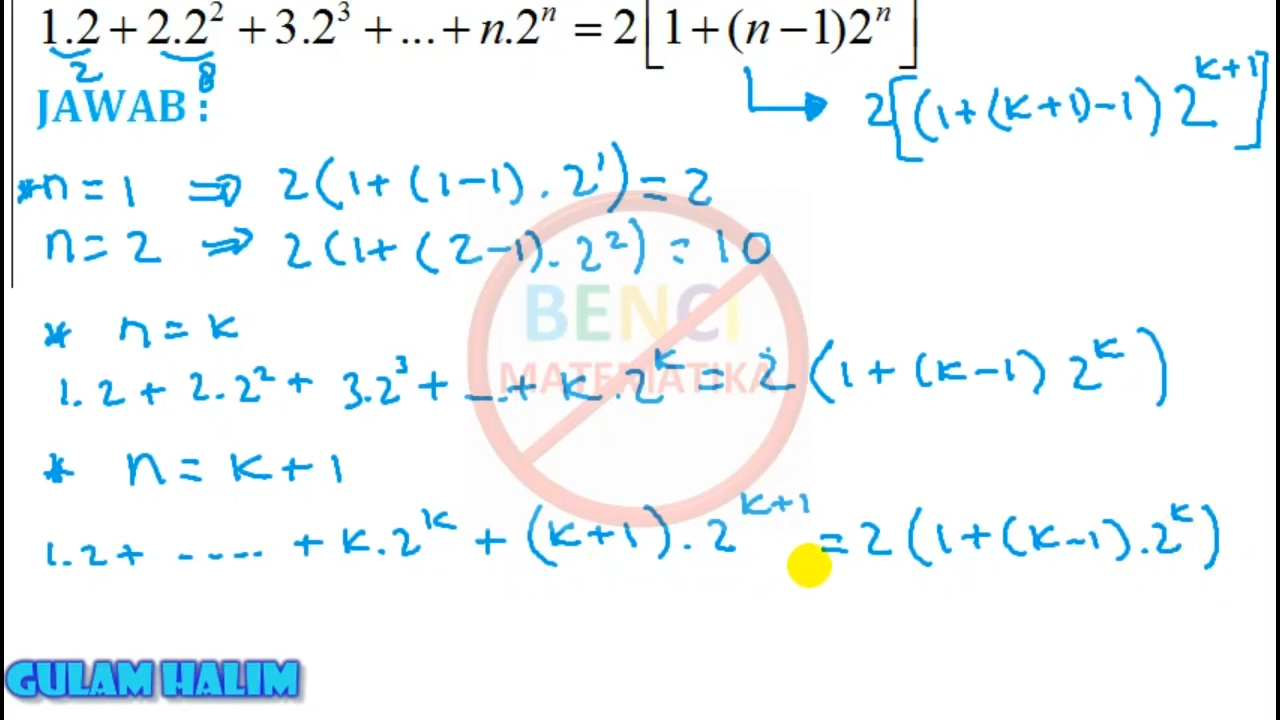 1.2 + 2.2² + 3.2³ + ... + n.2ⁿ = 2[1 + (n − 1)2ⁿ]
2 8
JAWAB :
2[(1 + (k+1) − 1) 2^{k+1}]
* n = 1 ⇒ 2(1 + (1−1) . 2¹) = 2
n = 2 ⇒ 2(1 + (2−1) . 2²) = 10
BENCI
MATEMATIKA
* n = k
1.2 + 2.2² + 3.2³ + ... + k.2^k = 2(1 + (k−1) 2^k)
* n = k+1
1.2 + ..... + k.2^k + (k+1).2^{k+1} = 2(1 + (k−1).2^k)
GULAM HALIM